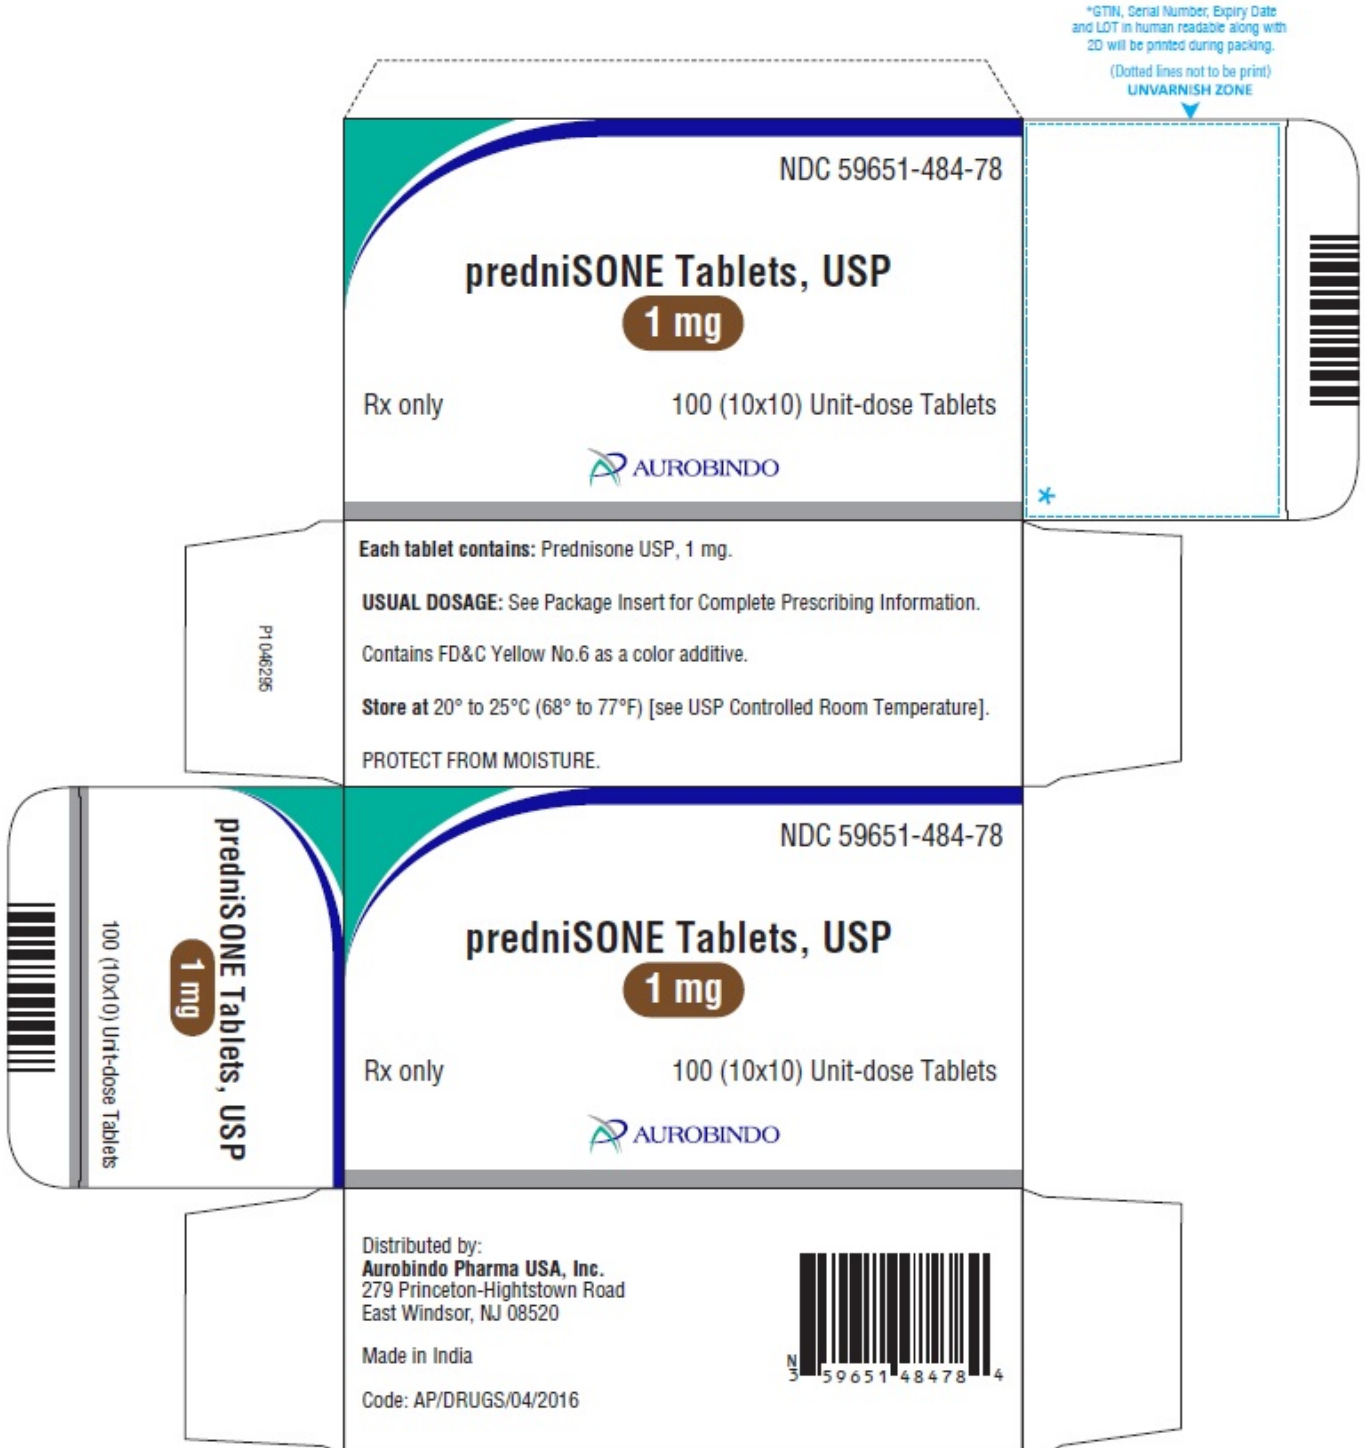 *GTIN, Serial Number, Expiry Date
and LOT in human readable along with
2D will be printed during packing.
(Dotted lines not to be print)
UNVARNISH ZONE
NDC 59651-484-78
predniSONE Tablets, USP
1 mg
Rx only
100 (10x10) Unit-dose Tablets
AUROBINDO
*
Each tablet contains: Prednisone USP, 1 mg.
USUAL DOSAGE: See Package Insert for Complete Prescribing Information.
Contains FD&C Yellow No.6 as a color additive.
Store at 20° to 25°C (68° to 77°F) [see USP Controlled Room Temperature].
PROTECT FROM MOISTURE.
P1046295
predniSONE Tablets, USP
1 mg
100 (10x10) Unit-dose Tablets
NDC 59651-484-78
predniSONE Tablets, USP
1 mg
Rx only
100 (10x10) Unit-dose Tablets
AUROBINDO
Distributed by:
Aurobindo Pharma USA, Inc.
279 Princeton-Hightstown Road
East Windsor, NJ 08520
Made in India
Code: AP/DRUGS/04/2016
N
3 59651 48478 4